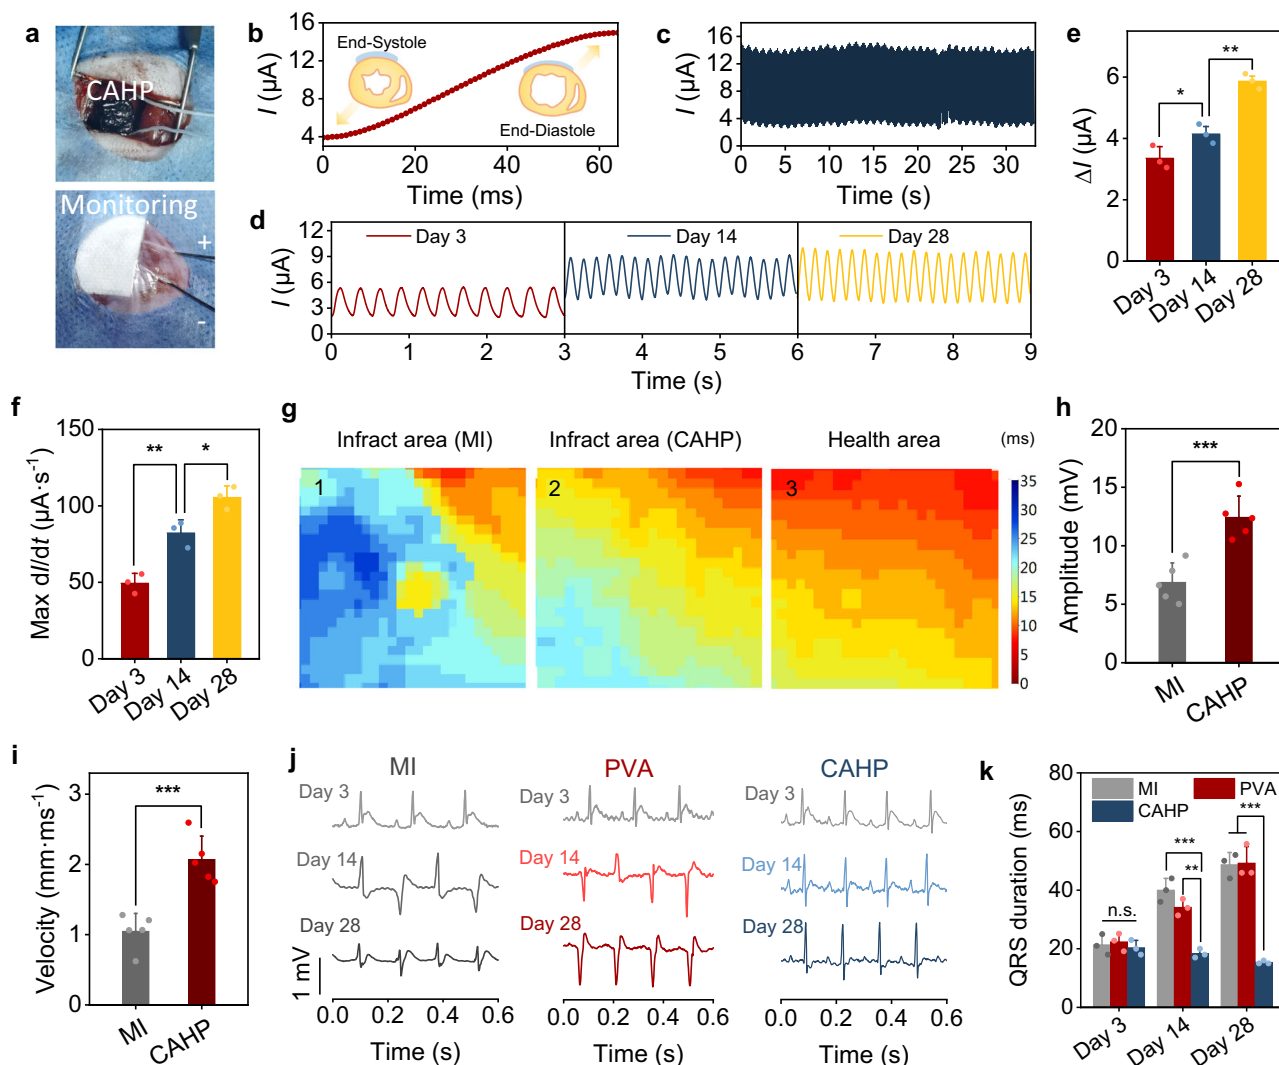 a
CAHP
Monitoring
+
-
b
I (μA)
16
12
8
4
End-Systole
End-Diastole
0 20 40 60
Time (ms)
c
I (μA)
16
12
8
4
0
0 5 10 15 20 25 30
Time (s)
d
I (μA)
12
9
6
3
0
Day 3
Day 14
Day 28
0 1 2 3 4 5 6 7 8 9
Time (s)
e
ΔI (μA)
6
4
2
0
*
**
Day 3
Day 14
Day 28
f
Max dI/dt (μA·s⁻¹)
150
100
50
0
**
*
Day 3
Day 14
Day 28
g
Infract area (MI)
Infract area (CAHP)
Health area
(ms)
1
2
3
35
30
25
20
15
10
5
0
h
Amplitude (mV)
20
15
10
5
0
***
MI
CAHP
i
Velocity (mm·ms⁻¹)
3
2
1
0
***
MI
CAHP
j
MI
PVA
CAHP
Day 3
Day 14
Day 28
Day 3
Day 14
Day 28
Day 3
Day 14
Day 28
1 mV
0.0 0.2 0.4 0.6
0.0 0.2 0.4 0.6
0.0 0.2 0.4 0.6
Time (s)
Time (s)
Time (s)
k
QRS duration (ms)
80
60
40
20
0
MI
PVA
CAHP
n.s.
***
**
***
Day 3
Day 14
Day 28